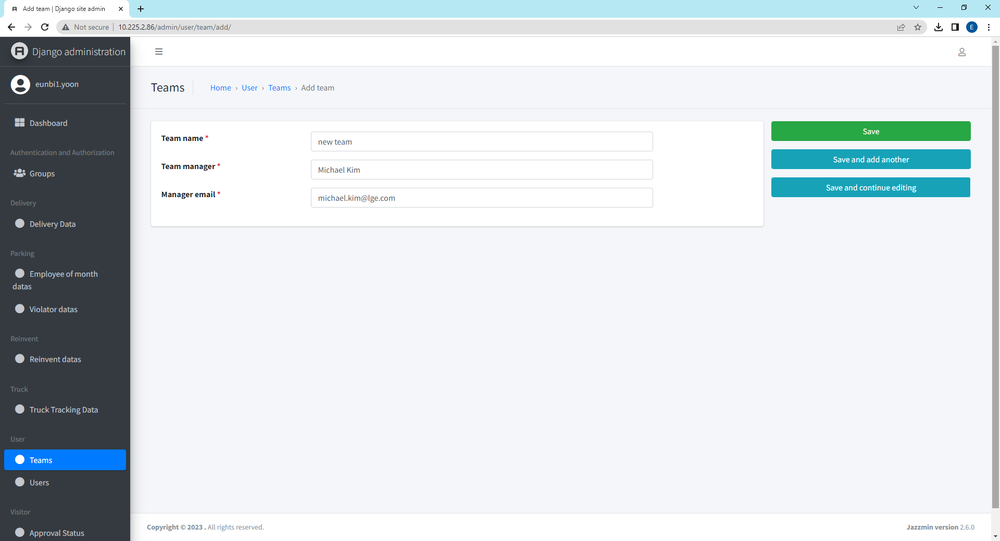 Add team | Django site admin
Not secure
10.225.2.86/admin/user/team/add/
E
Django administration
eunbi1.yoon
Dashboard
Authentication and Authorization
Groups
Delivery
Delivery Data
Parking
Employee of month
datas
Violator datas
Reinvent
Reinvent datas
Truck
Truck Tracking Data
User
Teams
Users
Visitor
Approval Status
Teams
Home › User › Teams › Add team
Team name *
new team
Team manager *
Michael Kim
Manager email *
michael.kim@lge.com
Save
Save and add another
Save and continue editing
Copyright © 2023 . All rights reserved.
Jazzmin version 2.6.0